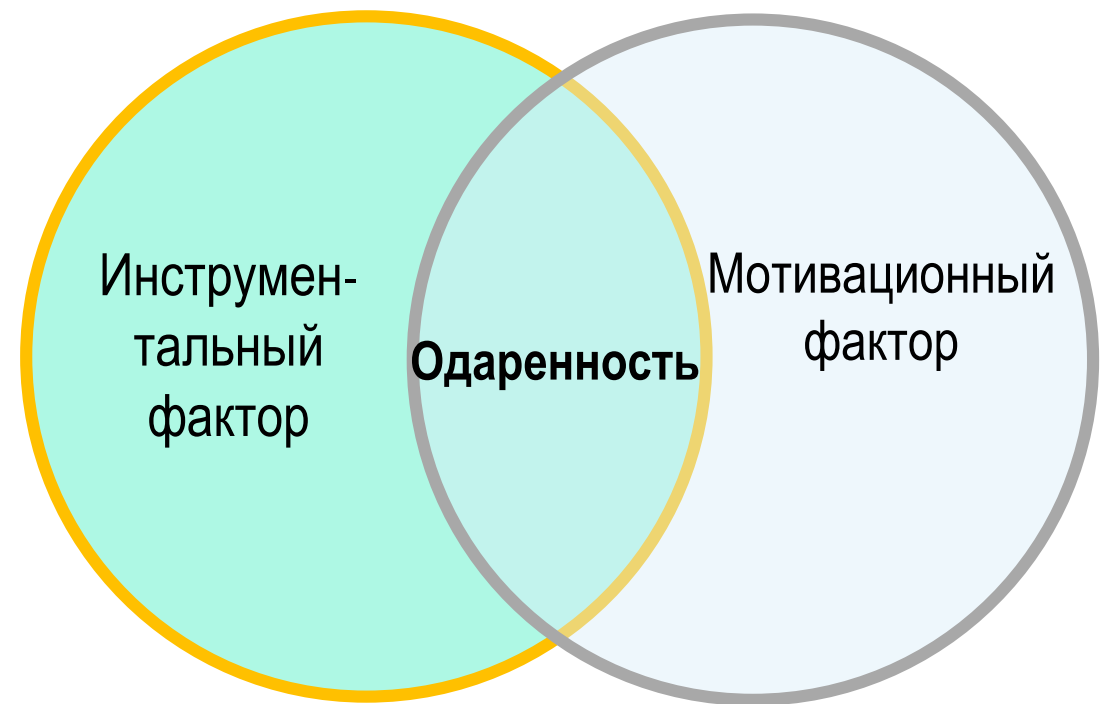 Инструмен-
тальный
фактор
Одаренность
Мотивационный
фактор